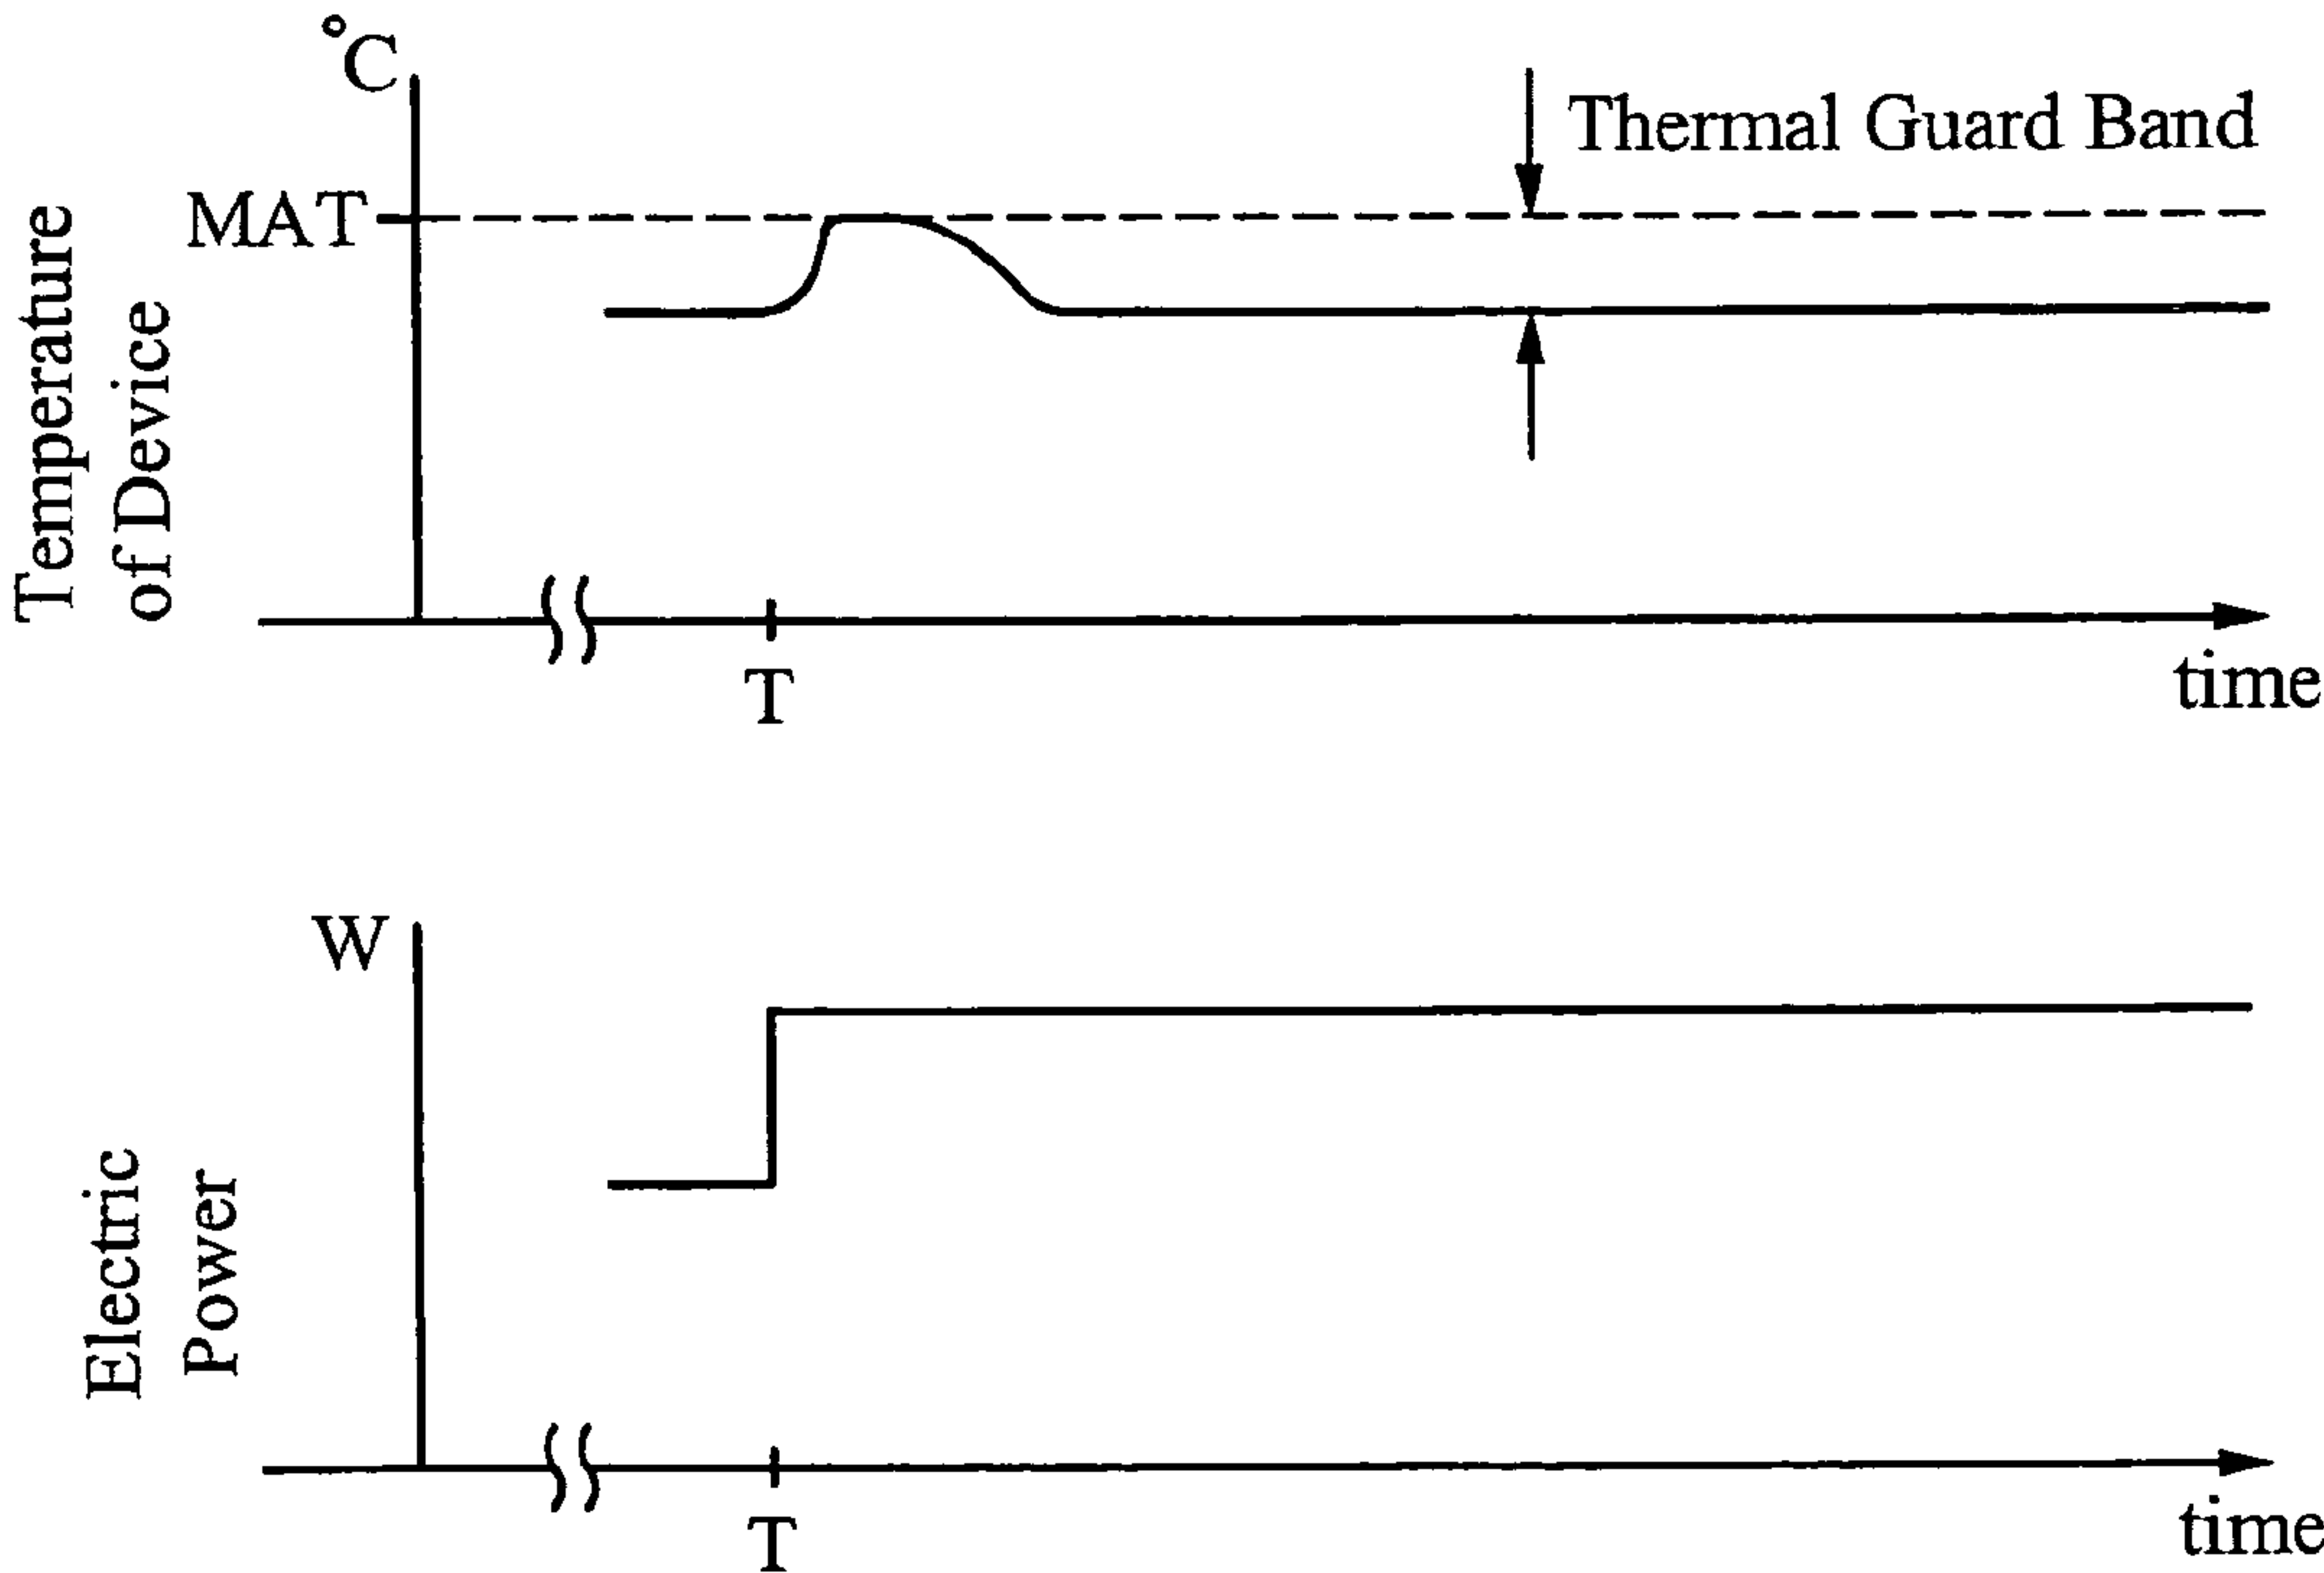 °C
Thermal Guard Band
MAT
Temperature
of Device
T
time
W
Electric
Power
T
time